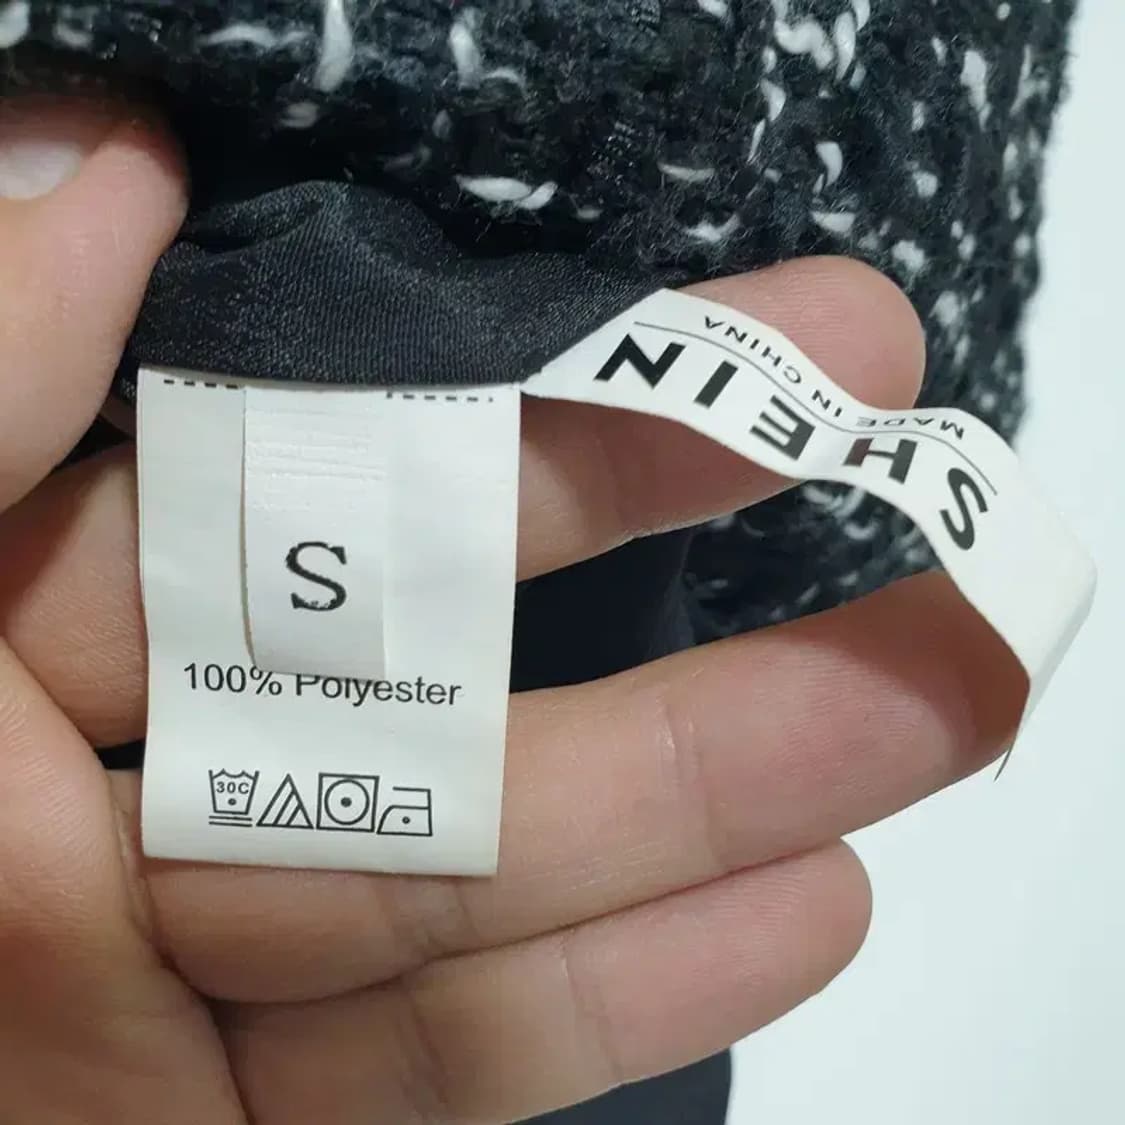 S
100% Polyester
30C
SHEIN
MADE IN CHINA